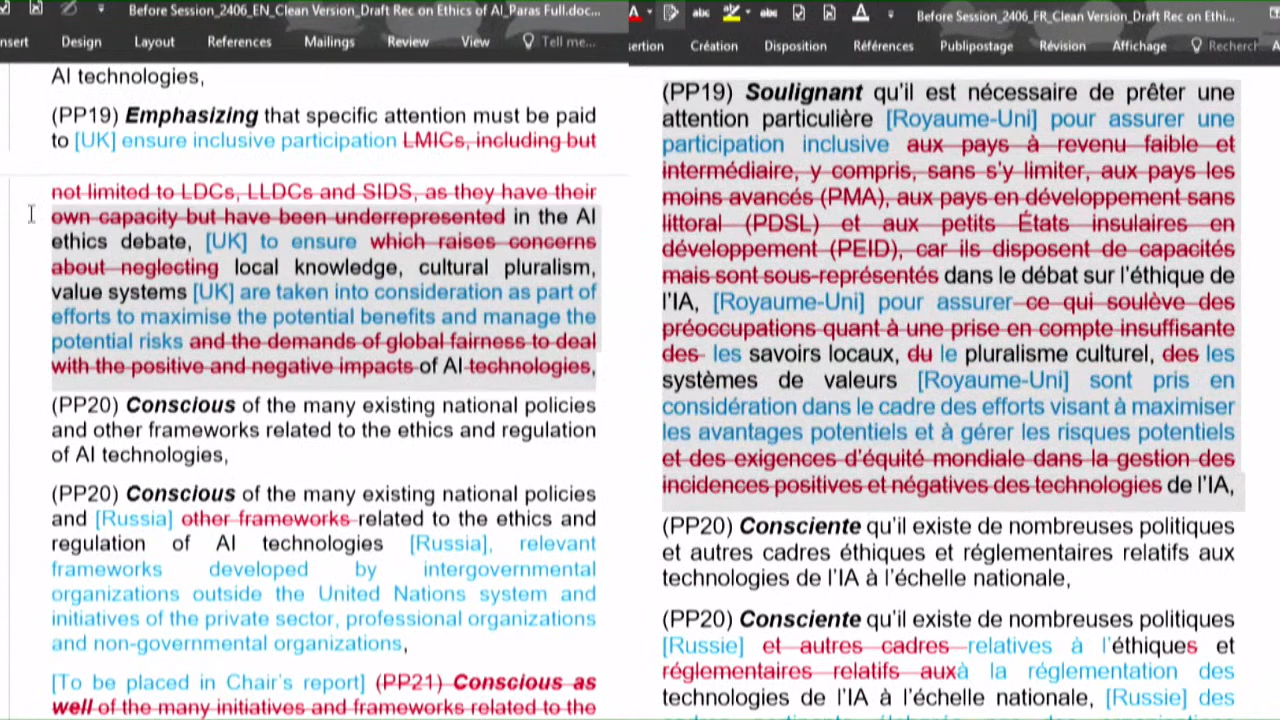 Before Session_2406_EN_Clean Version_Draft Rec on Ethics of AI_Paras Full.doc...
nsert Design Layout References Mailings Review View Tell me...
AI technologies,
(PP19) Emphasizing that specific attention must be paid
to [UK] ensure inclusive participation LMICs, including but
not limited to LDCs, LLDCs and SIDS, as they have their
own capacity but have been underrepresented in the AI
ethics debate, [UK] to ensure which raises concerns
about neglecting local knowledge, cultural pluralism,
value systems [UK] are taken into consideration as part of
efforts to maximise the potential benefits and manage the
potential risks and the demands of global fairness to deal
with the positive and negative impacts of AI technologies,
(PP20) Conscious of the many existing national policies
and other frameworks related to the ethics and regulation
of AI technologies,
(PP20) Conscious of the many existing national policies
and [Russia] other frameworks related to the ethics and
regulation of AI technologies [Russia], relevant
frameworks developed by intergovernmental
organizations outside the United Nations system and
initiatives of the private sector, professional organizations
and non-governmental organizations,
[To be placed in Chair's report] (PP21) Conscious as
well of the many initiatives and frameworks related to the
Before Session_2406_FR_Clean Version_Draft Rec on Ethi...
ertion Création Disposition Références Publipostage Révision Affichage Recherch
(PP19) Soulignant qu'il est nécessaire de prêter une
attention particulière [Royaume-Uni] pour assurer une
participation inclusive aux pays à revenu faible et
intermédiaire, y compris, sans s'y limiter, aux pays les
moins avancés (PMA), aux pays en développement sans
littoral (PDSL) et aux petits États insulaires en
développement (PEID), car ils disposent de capacités
mais sont sous-représentés dans le débat sur l'éthique de
l'IA, [Royaume-Uni] pour assurer ce qui soulève des
préoccupations quant à une prise en compte insuffisante
des les savoirs locaux, du le pluralisme culturel, des les
systèmes de valeurs [Royaume-Uni] sont pris en
considération dans le cadre des efforts visant à maximiser
les avantages potentiels et à gérer les risques potentiels
et des exigences d'équité mondiale dans la gestion des
incidences positives et négatives des technologies de l'IA,
(PP20) Consciente qu'il existe de nombreuses politiques
et autres cadres éthiques et réglementaires relatifs aux
technologies de l'IA à l'échelle nationale,
(PP20) Consciente qu'il existe de nombreuses politiques
[Russie] et autres cadres relatives à l'éthiques et
réglementaires relatifs auxà la réglementation des
technologies de l'IA à l'échelle nationale, [Russie] des